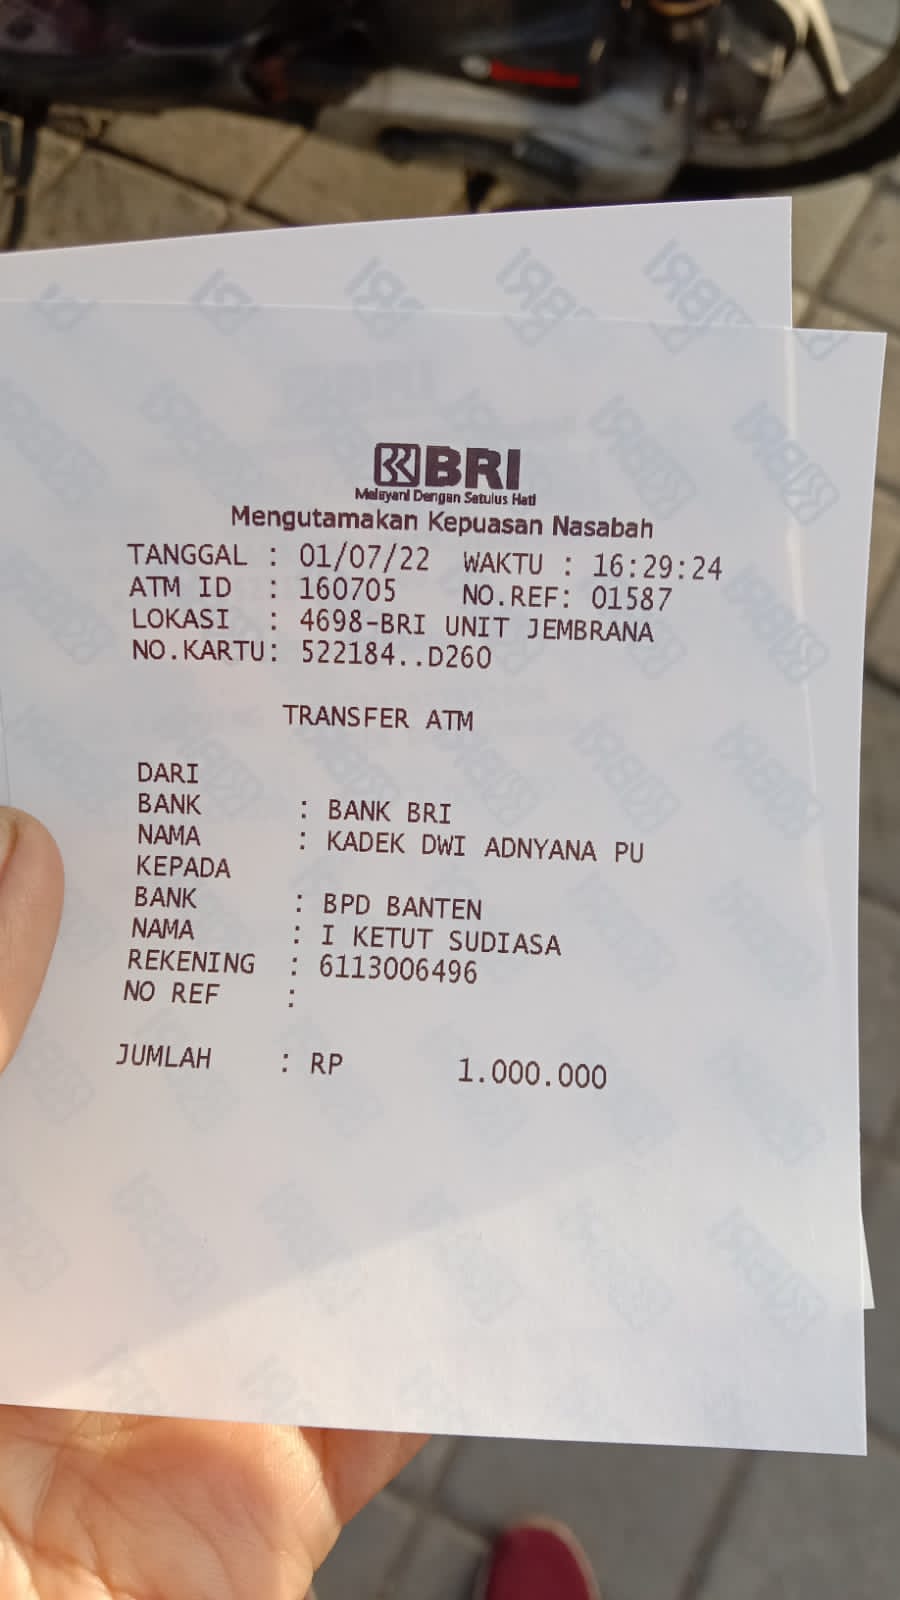 BRI
Melayani Dengan Setulus Hati
Mengutamakan Kepuasan Nasabah
TANGGAL : 01/07/22 WAKTU : 16:29:24
ATM ID : 160705 NO.REF: 01587
LOKASI : 4698-BRI UNIT JEMBRANA
NO.KARTU: 522184..D260
TRANSFER ATM
DARI
BANK : BANK BRI
NAMA : KADEK DWI ADNYANA PU
KEPADA
BANK : BPD BANTEN
NAMA : I KETUT SUDIASA
REKENING : 6113006496
NO REF :
JUMLAH : RP 1.000.000